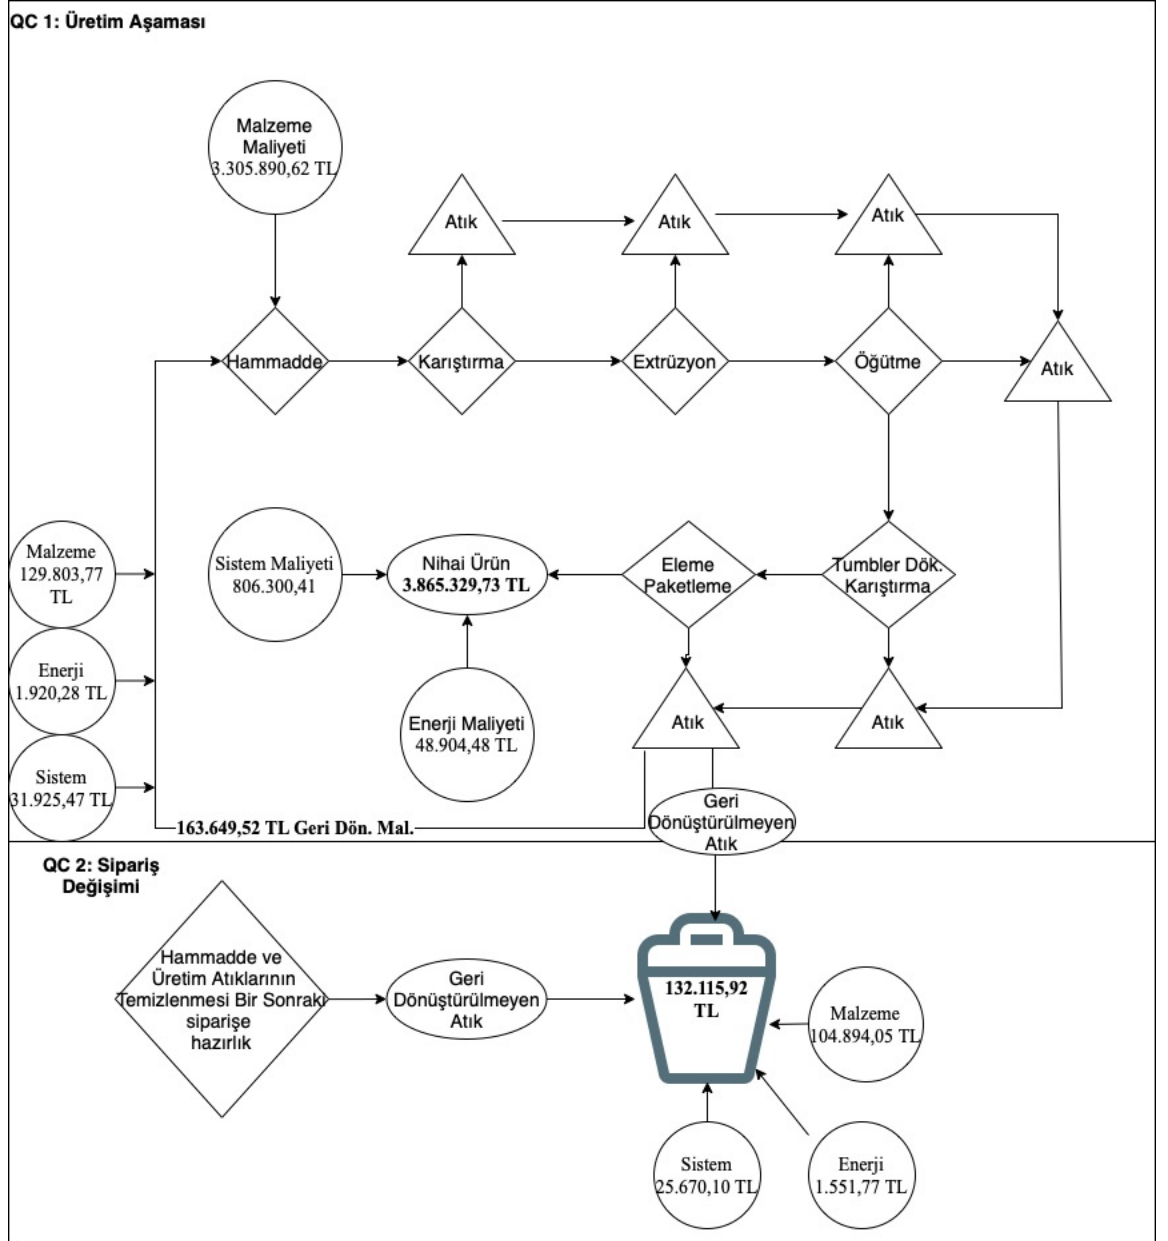 QC 1: Üretim Aşaması
Malzeme
Maliyeti
3.305.890,62 TL
Atık
Atık
Atık
Hammadde
Karıştırma
Extrüzyon
Öğütme
Atık
Malzeme
129.803,77
TL
Sistem Maliyeti
806.300,41
Nihai Ürün
3.865.329,73 TL
Eleme
Paketleme
Tumbler Dök.
Karıştırma
Enerji
1.920,28 TL
Enerji Maliyeti
48.904,48 TL
Atık
Atık
Sistem
31.925,47 TL
163.649,52 TL Geri Dön. Mal.
Geri
Dönüştürülmeyen
Atık
QC 2: Sipariş
Değişimi
Hammadde ve
Üretim Atıklarının
Temizlenmesi Bir Sonraki
siparişe
hazırlık
Geri
Dönüştürülmeyen
Atık
132.115,92
TL
Malzeme
104.894,05 TL
Sistem
25.670,10 TL
Enerji
1.551,77 TL